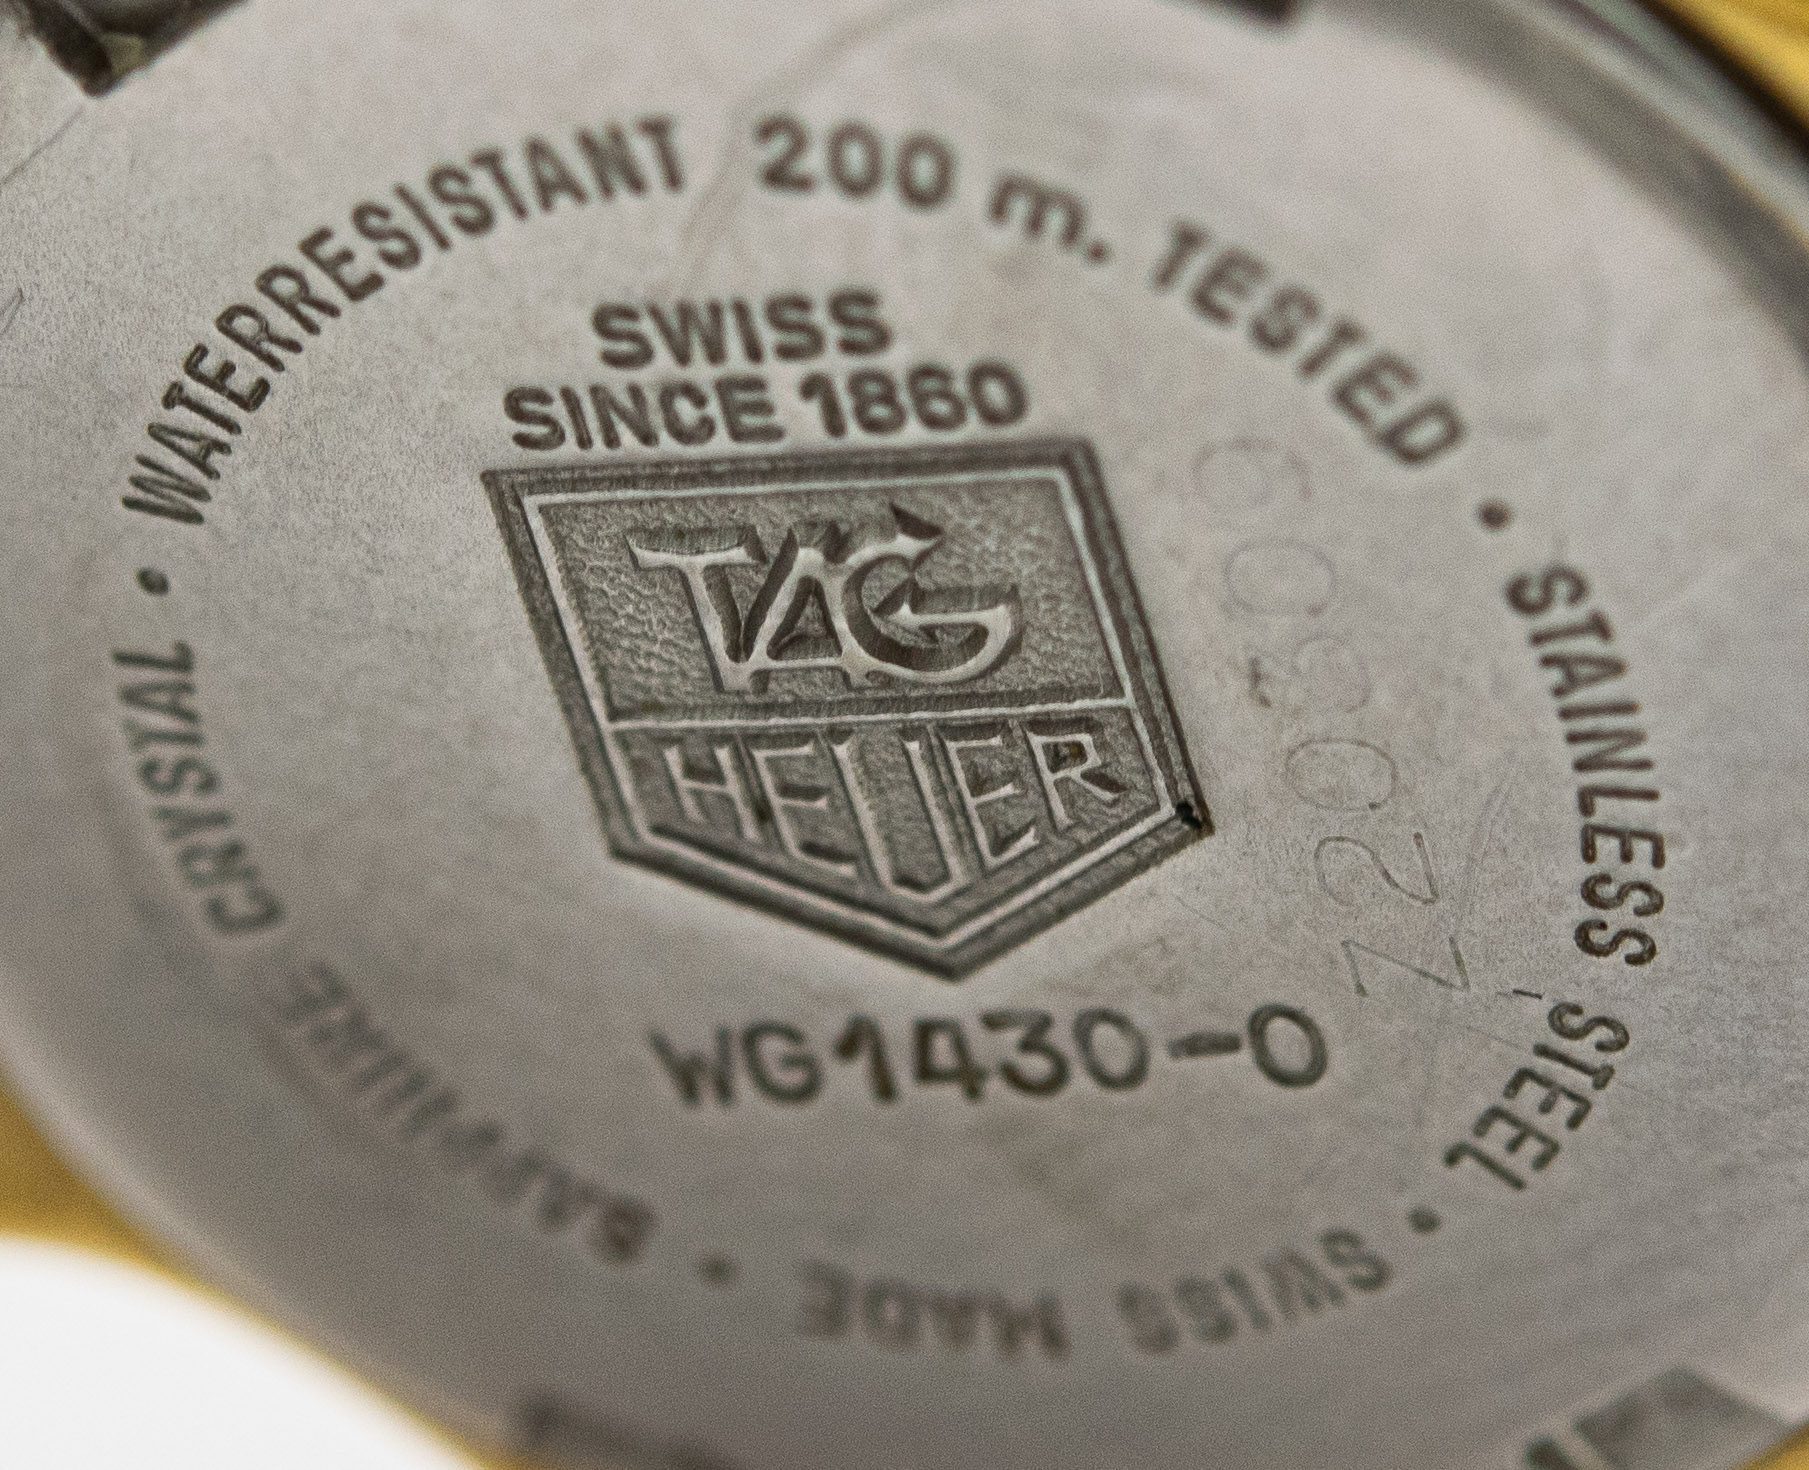 WATERRESISTANT 200 m. TESTED • STAINLESS STEEL • SWISS MADE • SAPPHIRE CRYSTAL •
SWISS
SINCE 1860
TAG
HEUER
WG1430-0